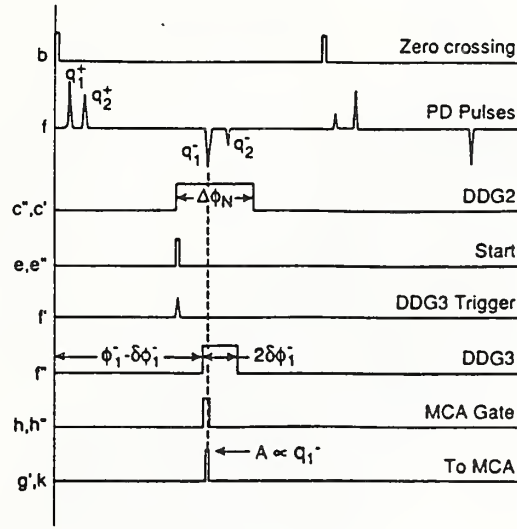 b Zero crossing
q₁⁺
q₂⁺
f PD Pulses
q₁⁻ q₂⁻
c",c' Δϕ_N DDG2
e,e" Start
f' DDG3 Trigger
ϕ₁⁻-δϕ₁⁻ 2δϕ₁⁻ DDG3
f"
h,h" MCA Gate
A ∝ q₁-
g',k To MCA